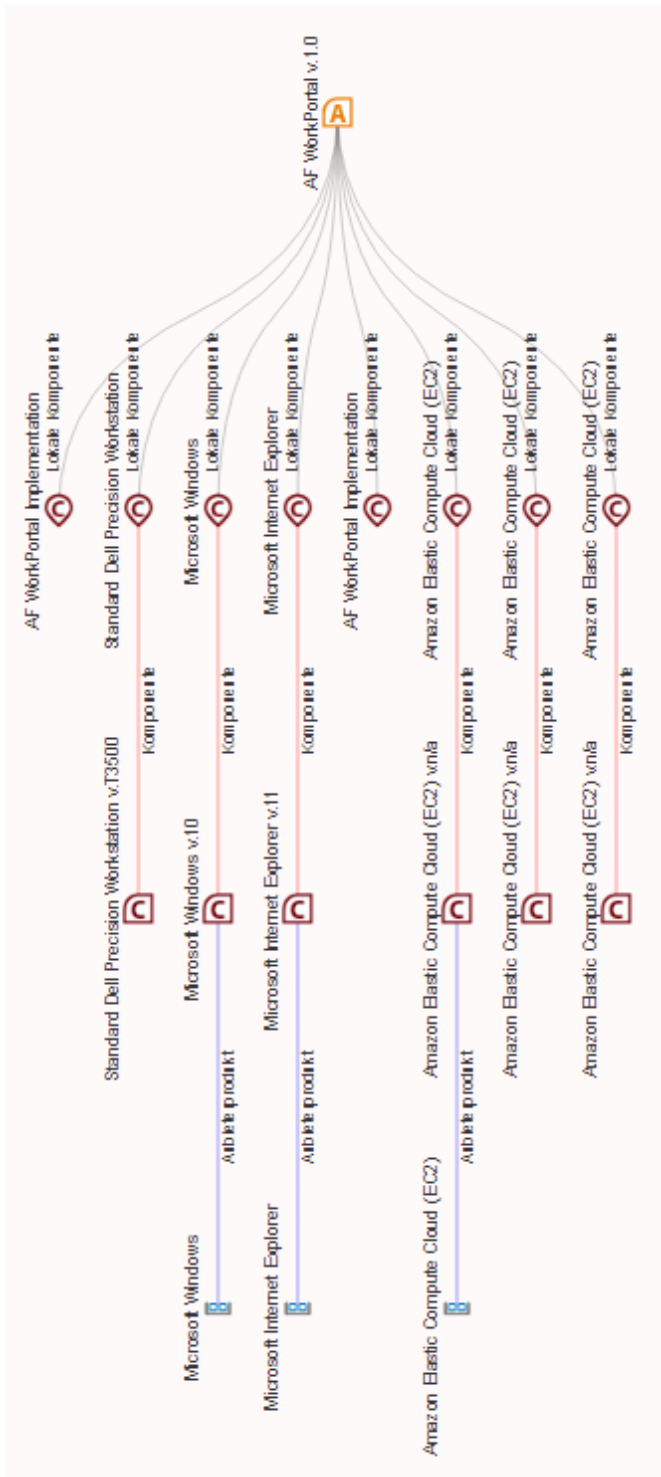 AF WorkPortal Implementation
Lokale Komponente
Standard Dell Precision Workstation v.T3500
Standard Dell Precision Workstation
Komponente
Lokale Komponente
Microsoft Windows
Microsoft Windows v.10
Microsoft Windows
Anbieterprodukt
Komponente
Lokale Komponente
Microsoft Internet Explorer
Microsoft Internet Explorer v.11
Microsoft Internet Explorer
Anbieterprodukt
Komponente
Lokale Komponente
AF WorkPortal v.1.0
A
AF WorkPortal Implementation
Lokale Komponente
Amazon Elastic Compute Cloud (EC2)
Amazon Elastic Compute Cloud (EC2) v.n/a
Amazon Elastic Compute Cloud (EC2)
Anbieterprodukt
Komponente
Lokale Komponente
Amazon Elastic Compute Cloud (EC2) v.n/a
Amazon Elastic Compute Cloud (EC2)
Komponente
Lokale Komponente
Amazon Elastic Compute Cloud (EC2) v.n/a
Amazon Elastic Compute Cloud (EC2)
Komponente
Lokale Komponente